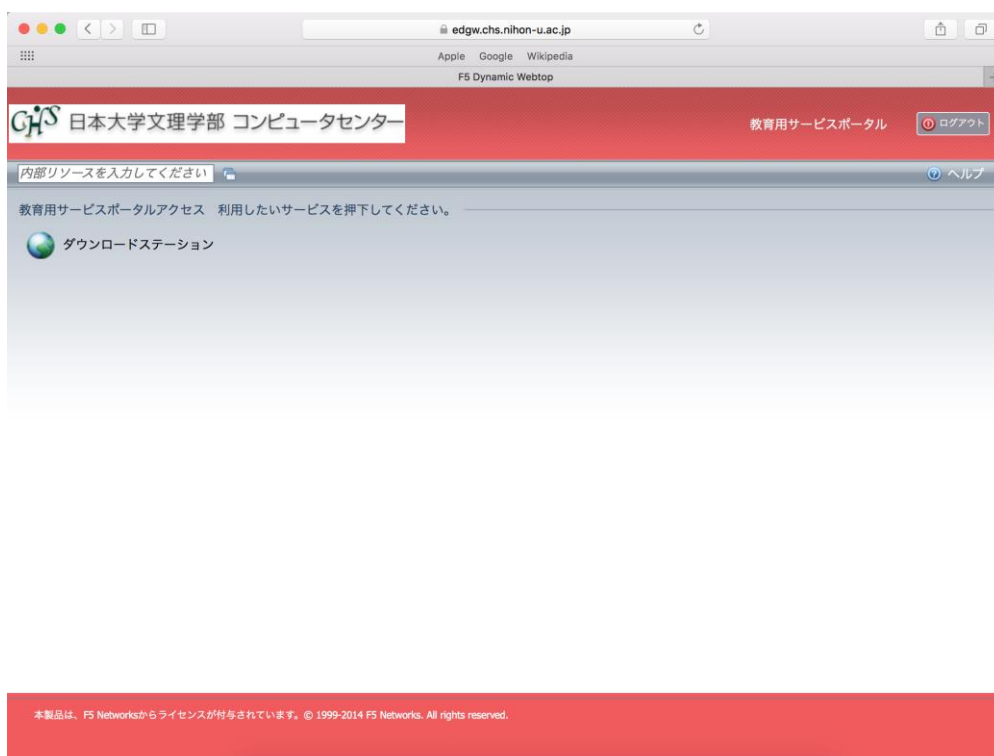 edgw.chs.nihon-u.ac.jp
Apple Google Wikipedia
F5 Dynamic Webtop
CHS 日本大学文理学部 コンピュータセンター
教育用サービスポータル
ログアウト
内部リソースを入力してください
ヘルプ
教育用サービスポータルアクセス 利用したいサービスを押下してください。
ダウンロードステーション
本製品は、F5 Networksからライセンスが付与されています。© 1999-2014 F5 Networks. All rights reserved.